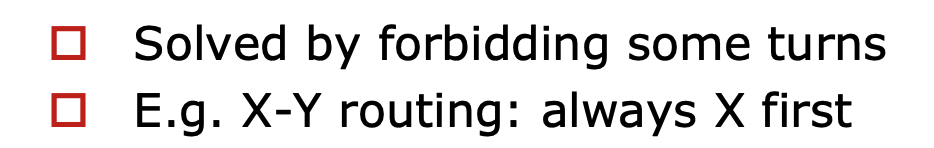 Solved by forbidding some turns
E.g. X-Y routing: always X first